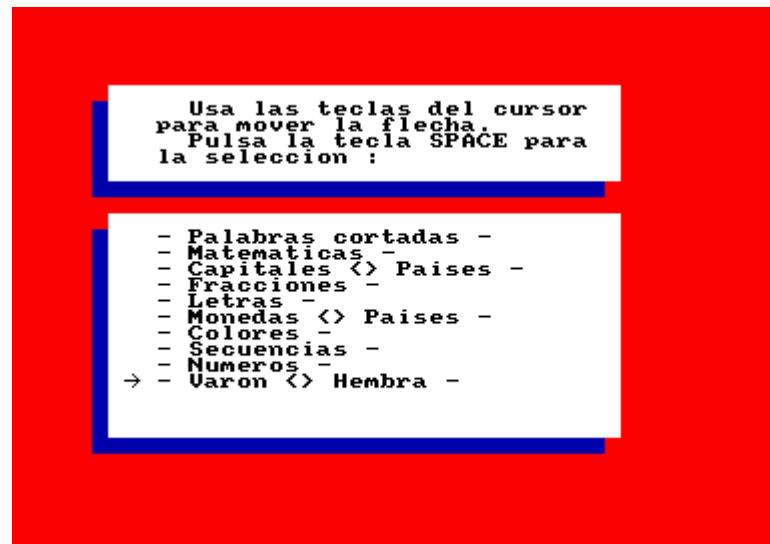 Usa las teclas del cursor
para mover la flecha.
Pulsa la tecla SPACE para
la seleccion :
- Palabras cortadas -
- Matematicas -
- Capitales <> Paises -
- Fracciones -
- Letras -
- Monedas <> Paises -
- Colores -
- Secuencias -
- Numeros -
→ - Varon <> Hembra -